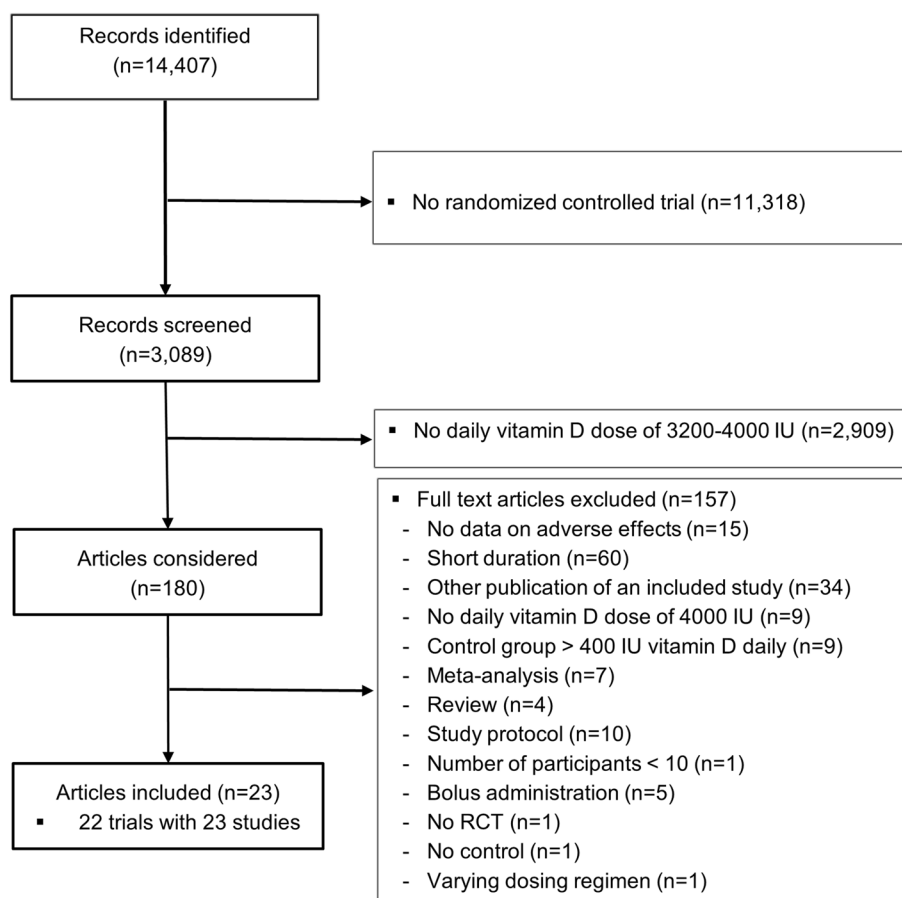 Records identified
(n=14,407)
▪ No randomized controlled trial (n=11,318)
Records screened
(n=3,089)
▪ No daily vitamin D dose of 3200-4000 IU (n=2,909)
Articles considered
(n=180)
▪ Full text articles excluded (n=157)
- No data on adverse effects (n=15)
- Short duration (n=60)
- Other publication of an included study (n=34)
- No daily vitamin D dose of 4000 IU (n=9)
- Control group > 400 IU vitamin D daily (n=9)
- Meta-analysis (n=7)
- Review (n=4)
- Study protocol (n=10)
- Number of participants < 10 (n=1)
- Bolus administration (n=5)
- No RCT (n=1)
- No control (n=1)
- Varying dosing regimen (n=1)
Articles included (n=23)
▪ 22 trials with 23 studies